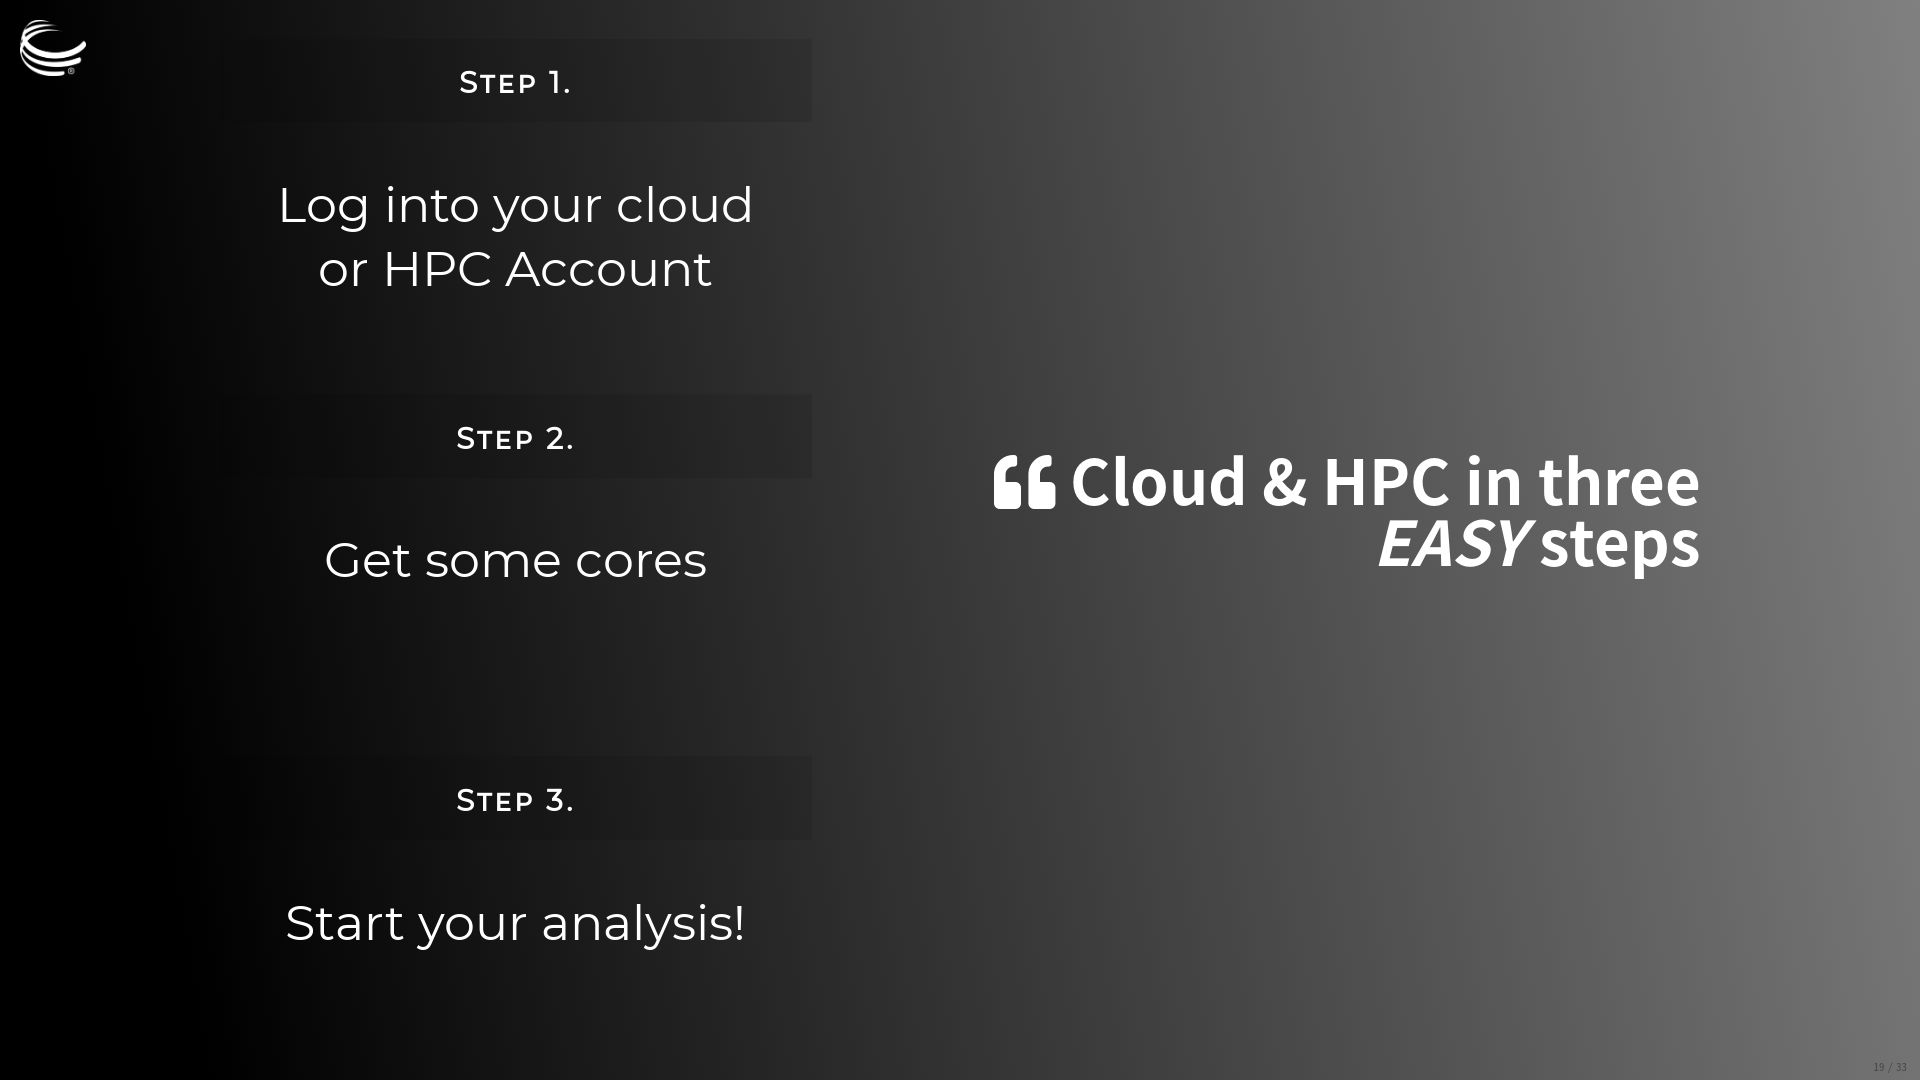 Step 1.
Log into your cloud
or HPC Account
Step 2.
Get some cores
Step 3.
Start your analysis!
“ Cloud & HPC in three
EASY steps
19 / 33